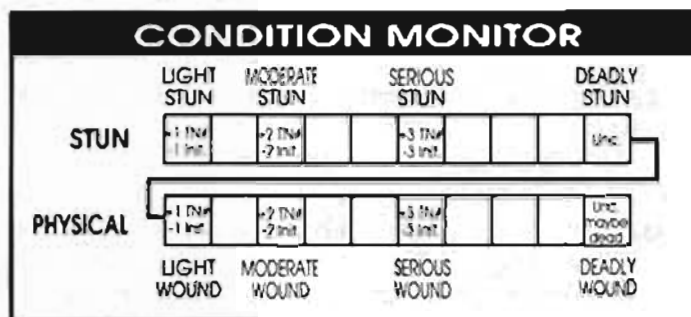 CONDITION MONITOR
LIGHT MODERATE SERIOUS DEADLY
STUN STUN STUN STUN
STUN
+1 TN# +2 TN# +3 TN# Unc.
-1 Init. -2 Init. -3 Init.
PHYSICAL
+1 TN# +2 TN# +3 TN# Unc.
-1 Init. -2 Init. -3 Init. maybe
dead
LIGHT MODERATE SERIOUS DEADLY
WOUND WOUND WOUND WOUND